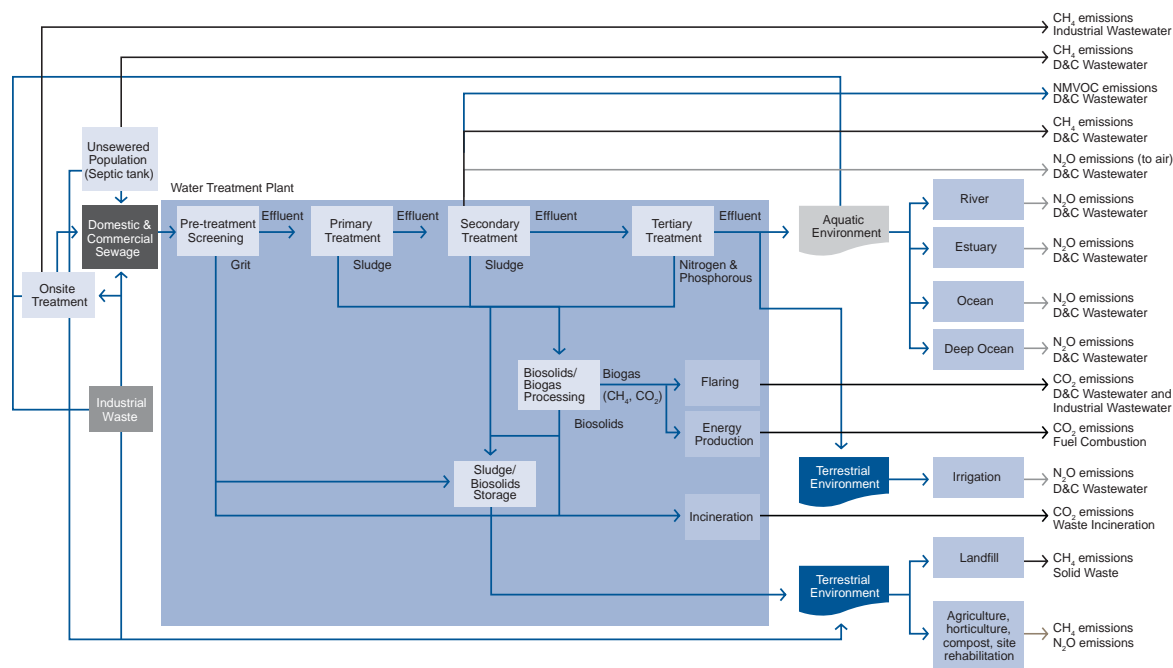 CH₄ emissions
Industrial Wastewater
CH₄ emissions
D&C Wastewater
NMVOC emissions
D&C Wastewater
CH₄ emissions
D&C Wastewater
N₂O emissions (to air)
D&C Wastewater
Unsewered
Population
(Septic tank)
Water Treatment Plant
Domestic &
Commercial
Sewage
Pre-treatment
Screening
Effluent
Grit
Primary
Treatment
Effluent
Sludge
Secondary
Treatment
Effluent
Sludge
Tertiary
Treatment
Effluent
Nitrogen &
Phosphorous
Aquatic
Environment
River
N₂O emissions
D&C Wastewater
Estuary
N₂O emissions
D&C Wastewater
Ocean
N₂O emissions
D&C Wastewater
Deep Ocean
N₂O emissions
D&C Wastewater
Onsite
Treatment
Industrial
Waste
Biosolids/
Biogas
Processing
Biogas
(CH₄, CO₂)
Biosolids
Flaring
CO₂ emissions
D&C Wastewater and
Industrial Wastewater
Energy
Production
CO₂ emissions
Fuel Combustion
Sludge/
Biosolids
Storage
Terrestrial
Environment
Irrigation
N₂O emissions
D&C Wastewater
Incineration
CO₂ emissions
Waste Incineration
Terrestrial
Environment
Landfill
CH₄ emissions
Solid Waste
Agriculture,
horticulture,
compost, site
rehabilitation
CH₄ emissions
N₂O emissions